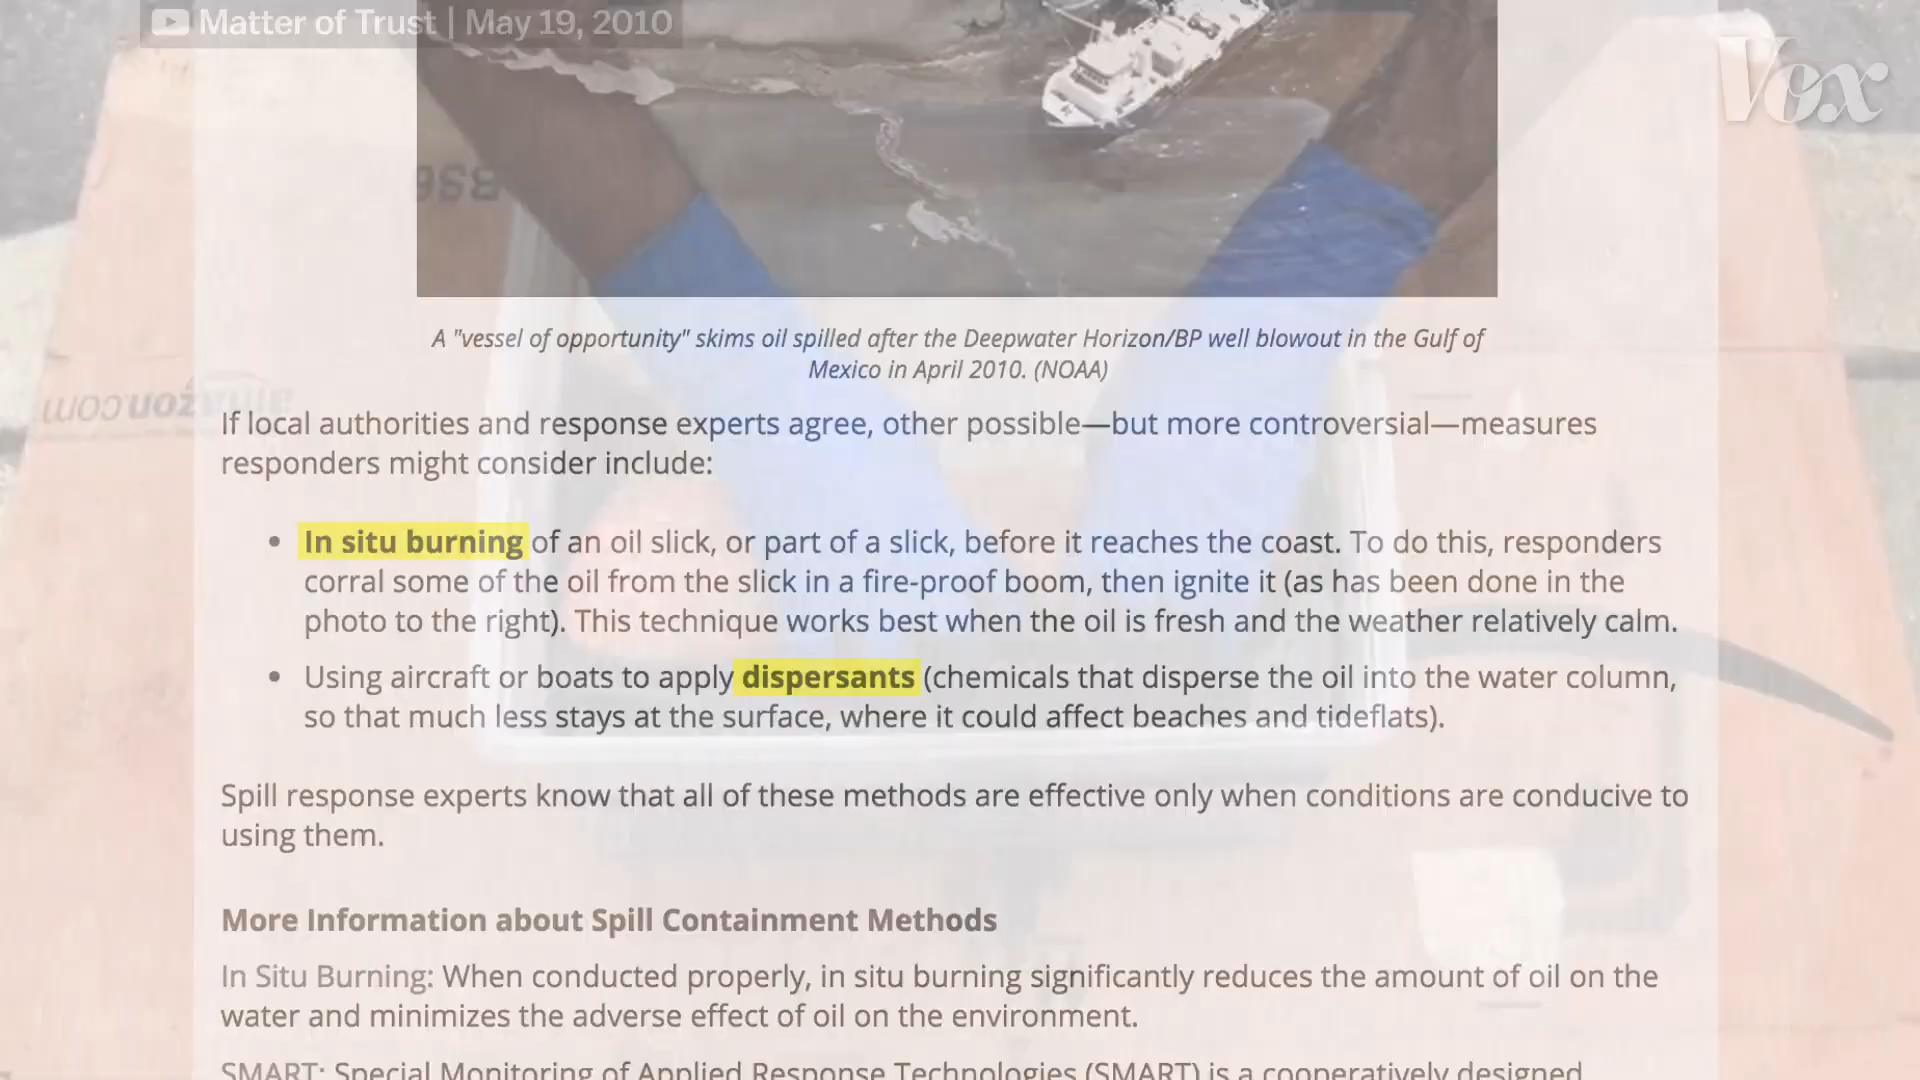 Matter of Trust | May 19, 2010
Vox
956
amazon.com
A "vessel of opportunity" skims oil spilled after the Deepwater Horizon/BP well blowout in the Gulf of
Mexico in April 2010. (NOAA)
If local authorities and response experts agree, other possible—but more controversial—measures
responders might consider include:
• In situ burning of an oil slick, or part of a slick, before it reaches the coast. To do this, responders
corral some of the oil from the slick in a fire-proof boom, then ignite it (as has been done in the
photo to the right). This technique works best when the oil is fresh and the weather relatively calm.
• Using aircraft or boats to apply dispersants (chemicals that disperse the oil into the water column,
so that much less stays at the surface, where it could affect beaches and tideflats).
Spill response experts know that all of these methods are effective only when conditions are conducive to
using them.
More Information about Spill Containment Methods
In Situ Burning: When conducted properly, in situ burning significantly reduces the amount of oil on the
water and minimizes the adverse effect of oil on the environment.
SMART: Special Monitoring of Applied Response Technologies (SMART) is a cooperatively designed